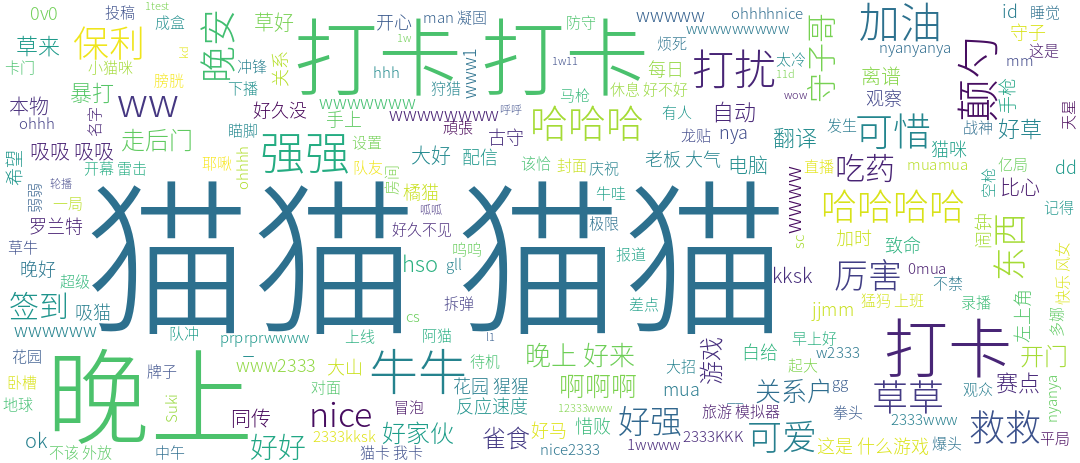 0v0 投稿 1test 晚安 草好 开心 man 凝固 防守 wwwww ohhhhnice 加油 id 睡觉
草来 保利 成盒 kd 打卡 打卡 1w 烦死 wwwwwwwww 守子哥 nyanyanya 守子 这是
卡门 小猫咪 膀胱 冲锋 关系 hhh www1 1w11 每日 打扰 太冷 离谱 颠勺 mm
暴打 ww 下播 狩猫 马枪 休息 好不好 11d wow 观察 手枪
本物 名字 好久没 wwwwwwww wwwwwwwww 呼呼 哈哈哈 有人 自动 发生 可惜 战神 好草 天星
ohhh 走后门 瞄脚 手上 頑張 古守 龙贴 nya 翻译 猫咪
希望 吸吸 吸吸 强强 设置 大好 配信 老板 大气 电脑 直播 吃药 muamua 亿局
开幕 雷击 耶啾 ohhhh 队友 该恰 封面 庆祝 空枪 dd
弱弱 轮播 房间 橘猫 牛哇 wwwww 哈哈哈哈 比心
一局 呱呱 极限 记得
罗兰特 猫猫 猫猫 好久不见 sc 加时 闹钟 东西
草牛 呜呜 报道 致命
晚好 超级 hso gll kksk 厉害 0mua 不禁 快乐 风女
签到 吸猫 拆弹 差点 jjmm 猛犸 上班 录播 左上角 多娜
wwwwww 队冲 prprprwwww cs 上线 阿猫 l1 早上好 打卡
花园 晚上 www2333 大山 牛牛 待机 晚上 好来 游戏 白给 w2333 开门
卧槽 牌子 对面 花园 猩猩 啊啊啊 大招 mua 起大 关系户 gg 草草 观众 赛点
地球 Suki 同传 nice 冒泡 反应速度 12333www 旅游 模拟器 拳头 2333www nyanya
ok 好好 2333kksk 好家伙 雀食 好马 惜败 好强 1wwww 2333KKK 可爱 这是 什么游戏 爆头 救救 平局
不该 外放 中午 猫卡 我卡 nice2333